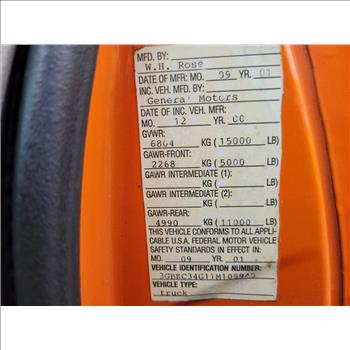 MFD. BY:
W.H. Rose
DATE OF MFR: MO. 09 YR. 01
INC. VEH. MFG. BY:
General Motors
DATE OF INC. VEH. MFR:
MO. 12 YR. 00
GVWR:
6804 KG ( 15000 LB)
GAWR-FRONT:
2268 KG ( 5000 LB)
GAWR INTERMEDIATE (1):
KG ( LB)
GAWR INTERMEDIATE (2):
KG ( LB)
GAWR-REAR:
4990 KG ( 11000 LB)
THIS VEHICLE CONFORMS TO ALL APPLI-
CABLE U.S.A. FEDERAL MOTOR VEHICLE
SAFETY STANDARDS IN EFFECT IN:
MO. 09 YR. 01
VEHICLE IDENTIFICATION NUMBER:
VEHICLE TYPE:
truck